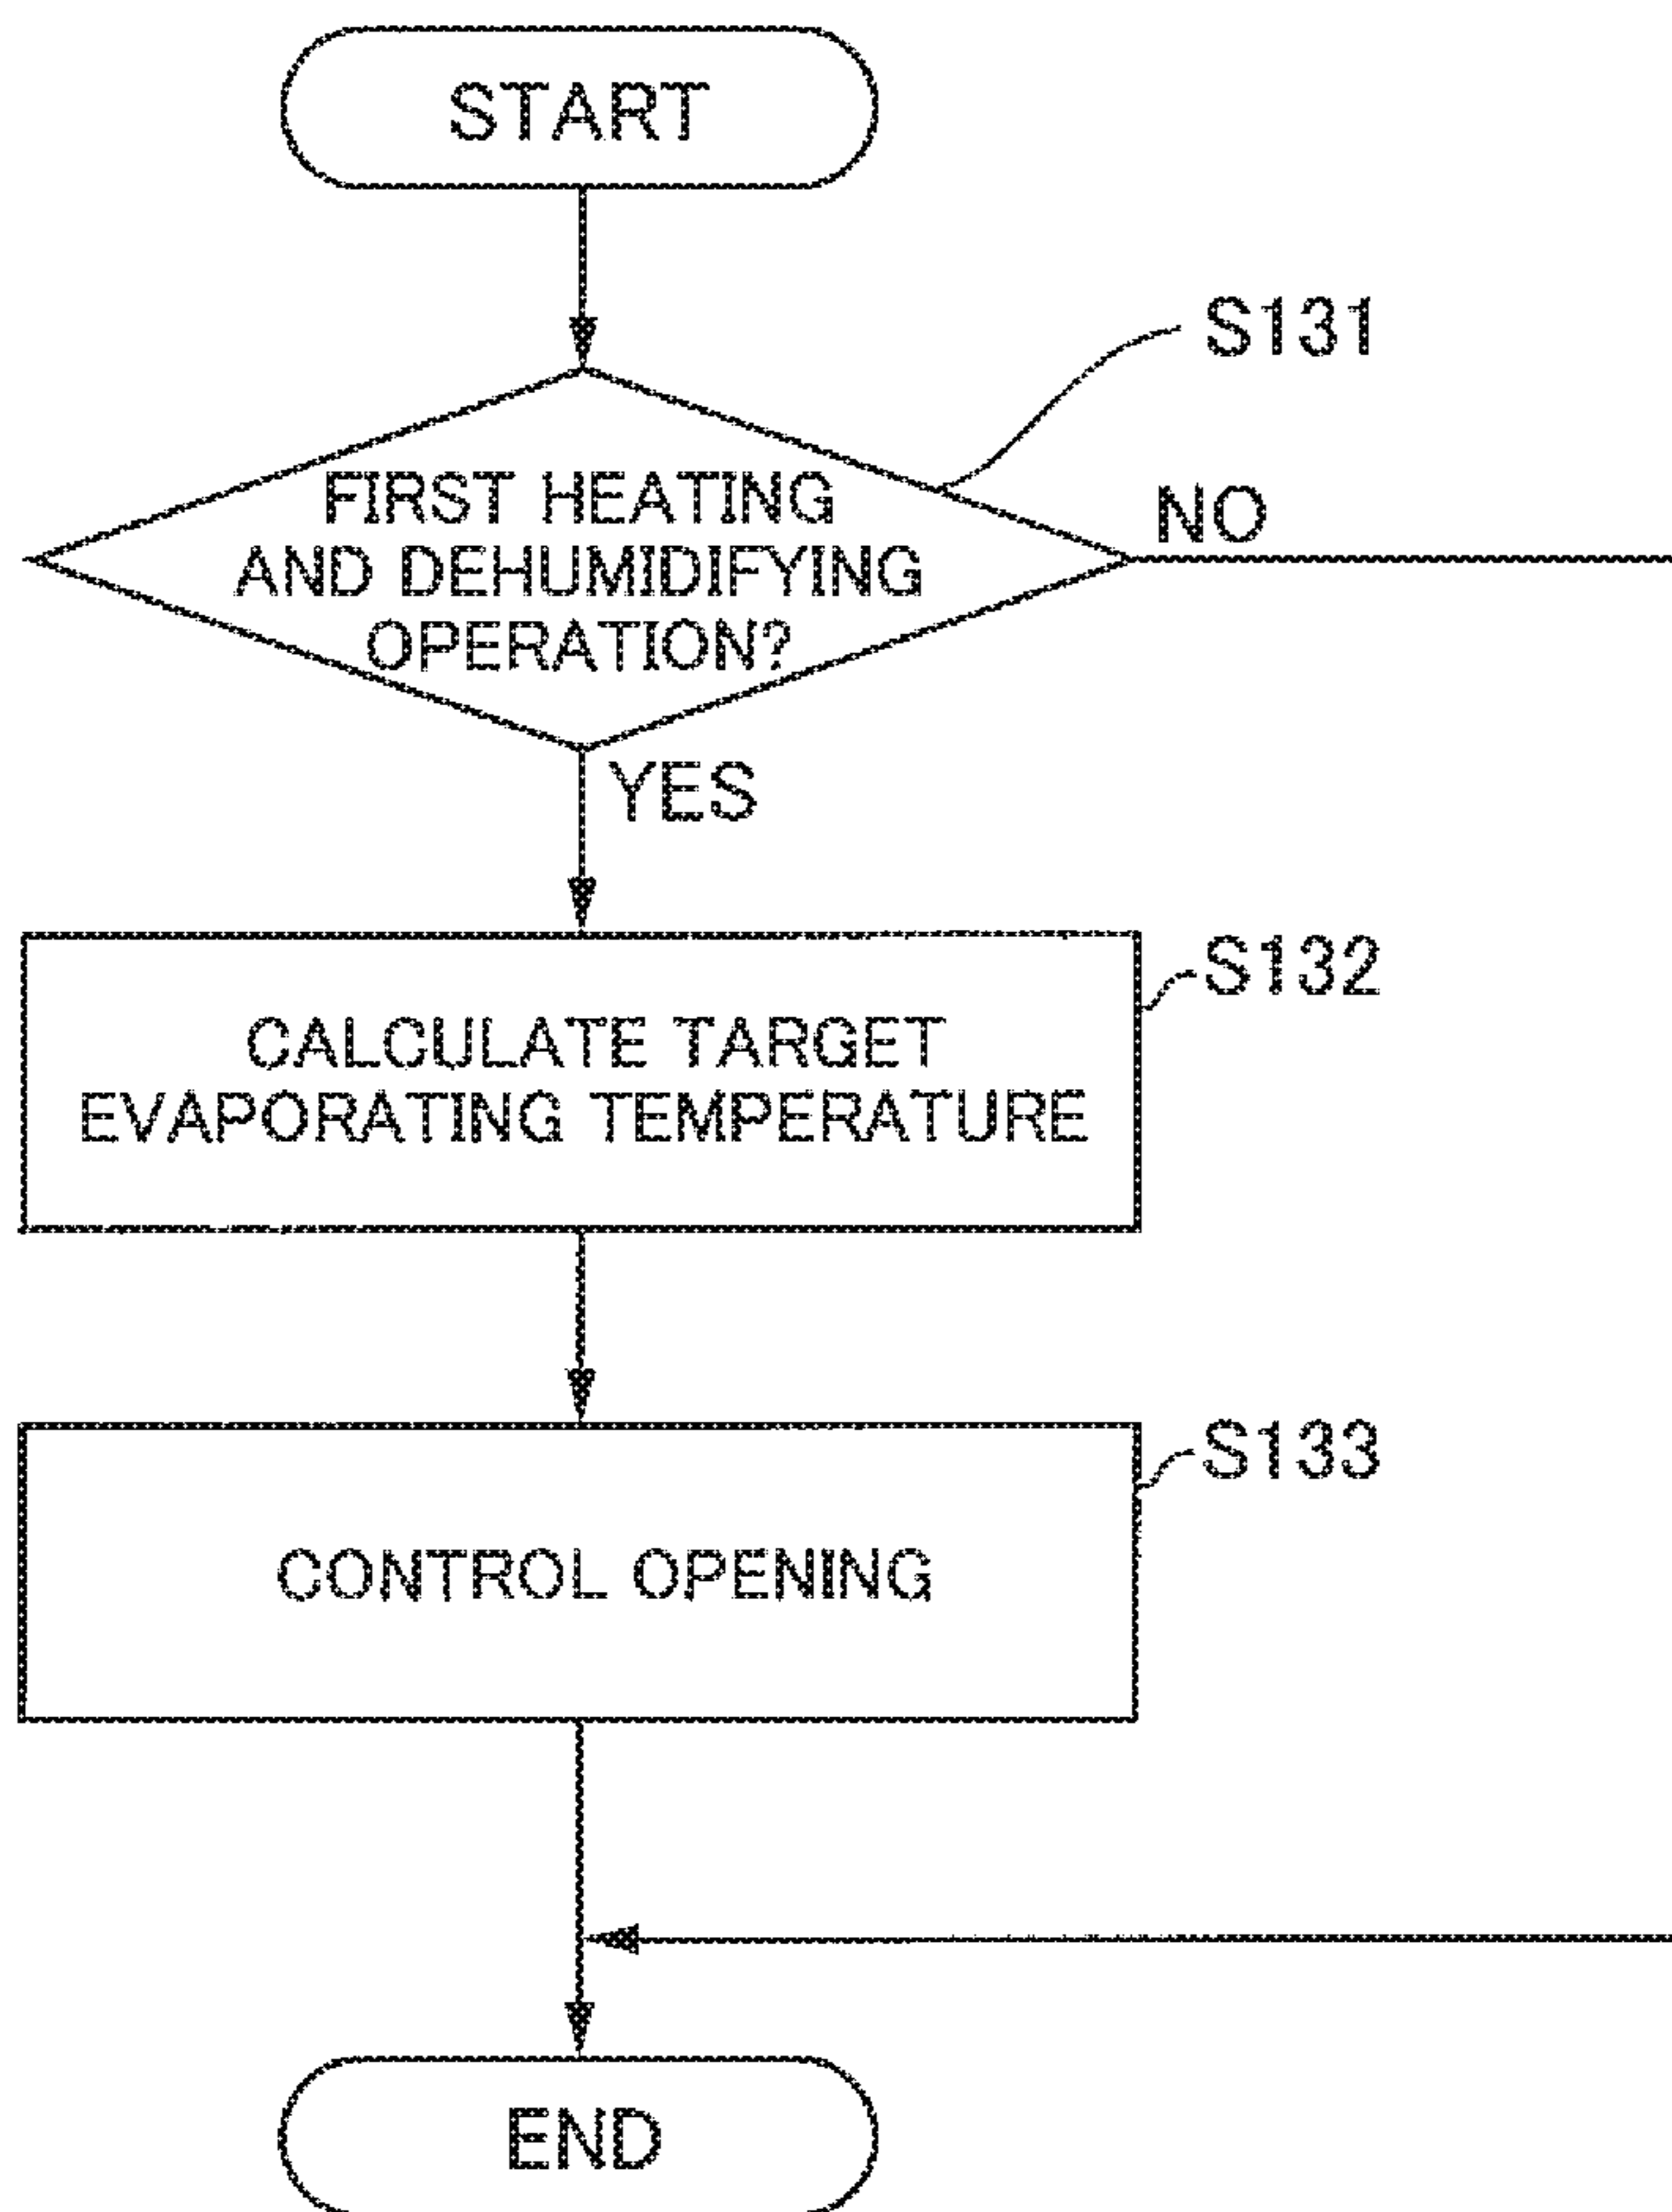 START
S131
FIRST HEATING
AND DEHUMIDIFYING
OPERATION?
NO
YES
S132
CALCULATE TARGET
EVAPORATING TEMPERATURE
S133
CONTROL OPENING
END